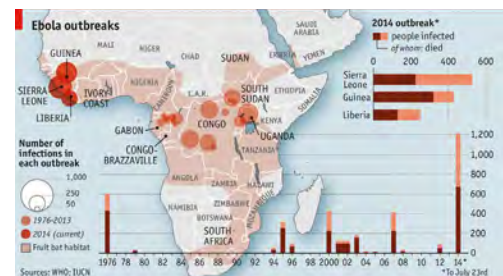 Ebola outbreaks
MALI
NIGER
CHAD
SUDAN
ERITREA
SAUDI
ARABIA
YEMEN
GUINEA
SIERRA
LEONE
IVORY
COAST
LIBERIA
NIGERIA
CAMEROON
C.A.R.
SOUTH
SUDAN
ETHIOPIA
SOMALIA
GABON
CONGO-
BRAZZAVILLE
CONGO
UGANDA
KENYA
TANZANIA
ANGOLA
ZAMBIA
MALAWI
MOZAMBIQUE
ZIMBABWE
NAMIBIA
BOTSWANA
SOUTH
AFRICA
Number of
infections in
each outbreak
1,000
250
50
1976-2013
2014 (current)
Fruit bat habitat
2014 outbreak*
people infected
of whom: died
0 200 400 600
Sierra
Leone
Guinea
Liberia
1,200
1,000
800
600
400
200
0
1976 78 80 82 84 86 88 90 92 94 96 98 2000 02 04 06 08 10 12 14*
Sources: WHO; IUCN
*To July 23rd